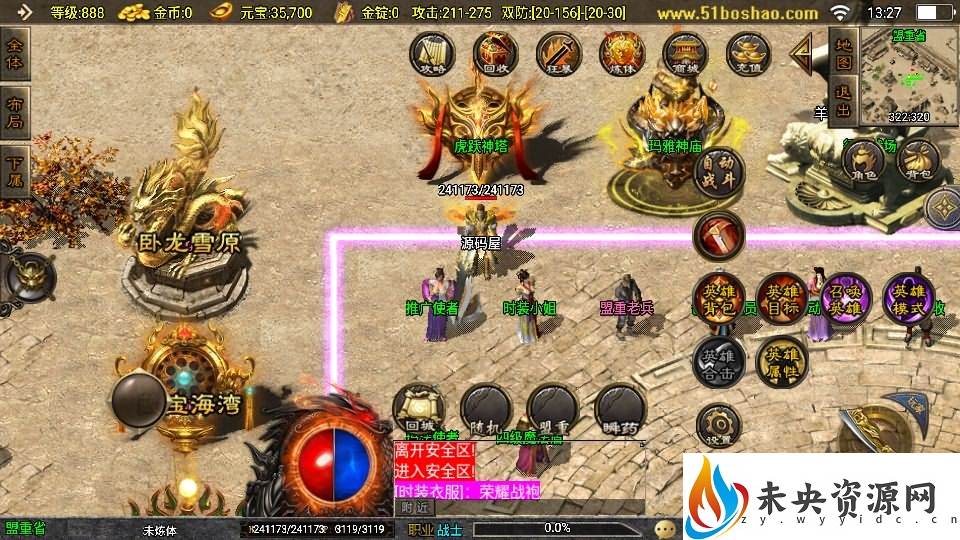 等级:888 金币:0 元宝:35,700 金锭:0 攻击:211-275 双防:[20-156]-[20-30] www.51boshao.com 13:27
全体
布局
下属
攻略 回收 狂暴 炼体 商城 充值
地图
退出
盟重省
322:320
虎跃神塔
玛雅神庙
自动战斗
角色
背包
241173/241173
源码屋
卧龙雪原
推广使者
时装小姐
盟重老兵
英雄背包
英雄目标
召唤英雄
英雄模式
英雄合击
英雄属性
宝海湾
回城 随机 盟重 瞬药
设置
离开安全区!
进入安全区!
[时装衣服]：荣耀战袍
附近
盟重省 未炼体 241173/241173 3119/3119 职业 战士 0.0%
未央资源网
zy.wyyidc.cn